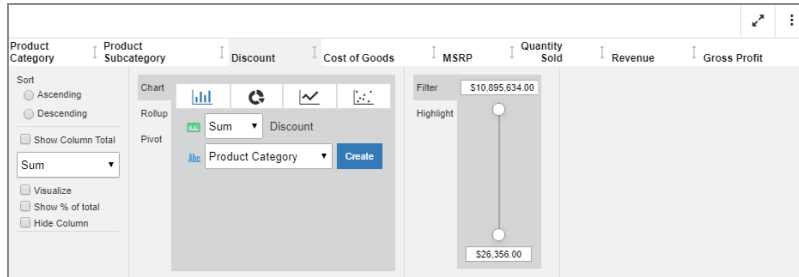 Product Category
Product Subcategory
Discount
Cost of Goods
MSRP
Quantity Sold
Revenue
Gross Profit
Sort
Ascending
Descending
Show Column Total
Sum
Visualize
Show % of total
Hide Column
Chart
Rollup
Pivot
Sum Discount
Abc Product Category Create
Filter
Highlight
$10,895,634.00
$26,356.00